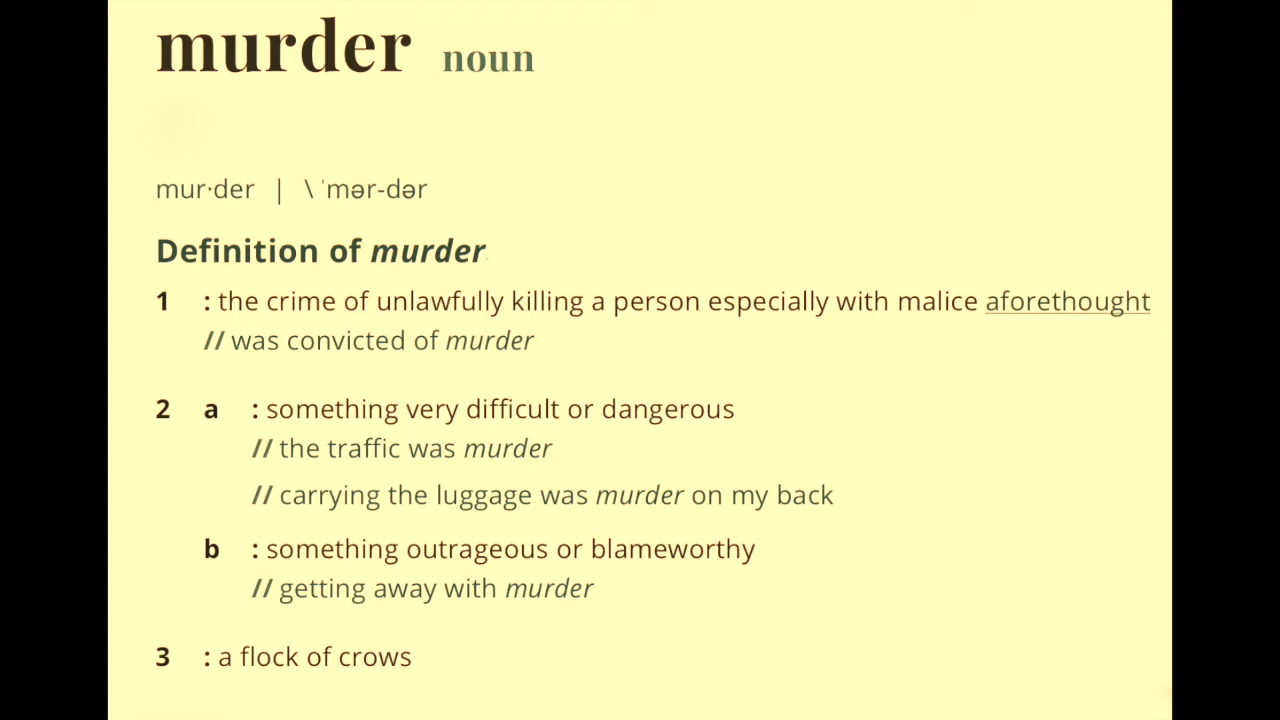 murder noun
mur·der | \ ˈmər-dər
Definition of murder
1 : the crime of unlawfully killing a person especially with malice aforethought
// was convicted of murder
2 a : something very difficult or dangerous
// the traffic was murder
// carrying the luggage was murder on my back
b : something outrageous or blameworthy
// getting away with murder
3 : a flock of crows